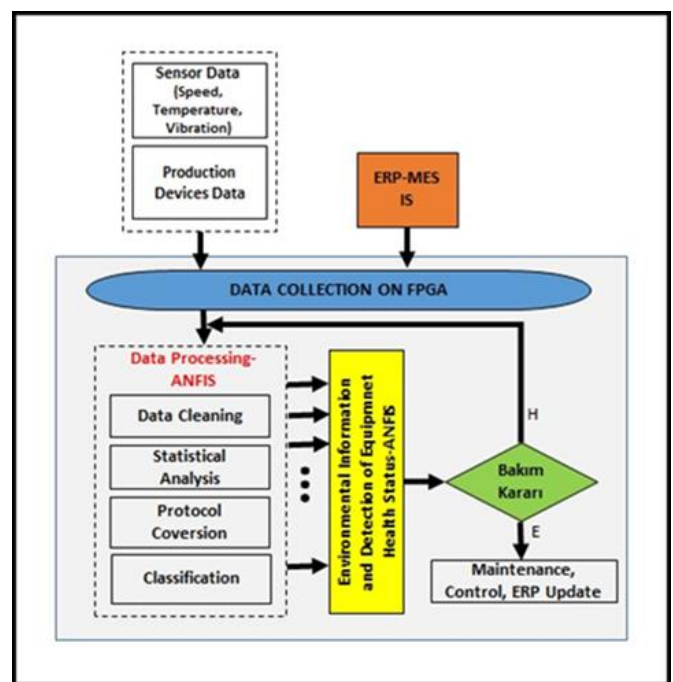 Sensor Data
(Speed,
Temperature,
Vibration)
Production
Devices Data
ERP-MES
IS
DATA COLLECTION ON FPGA
Data Processing-
ANFIS
Data Cleaning
Statistical
Analysis
Protocol
Coversion
Classification
Environmental Information
and Detection of Equipmnet
Health Status-ANFIS
H
Bakım
Kararı
E
Maintenance,
Control, ERP Update